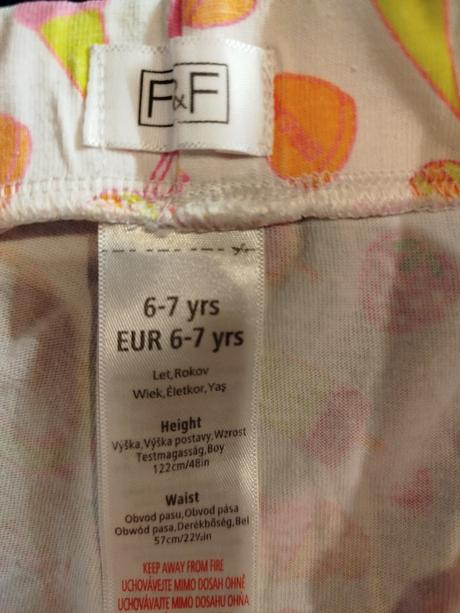 F&F
6-7 yrs
EUR 6-7 yrs
Let,Rokov
Wiek,Életkor,Yaş
Height
Výška,Výška postavy,Wzrost
Testmagasság,Boy
122cm/48in
Waist
Obvod pasu,Obvod pása
Obwód pasa,Derékbőség,Bel
57cm/22½in
KEEP AWAY FROM FIRE
UCHOVÁVEJTE MIMO DOSAH OHNĚ
UCHOVÁVAJTE MIMO DOSAHU OHŇA